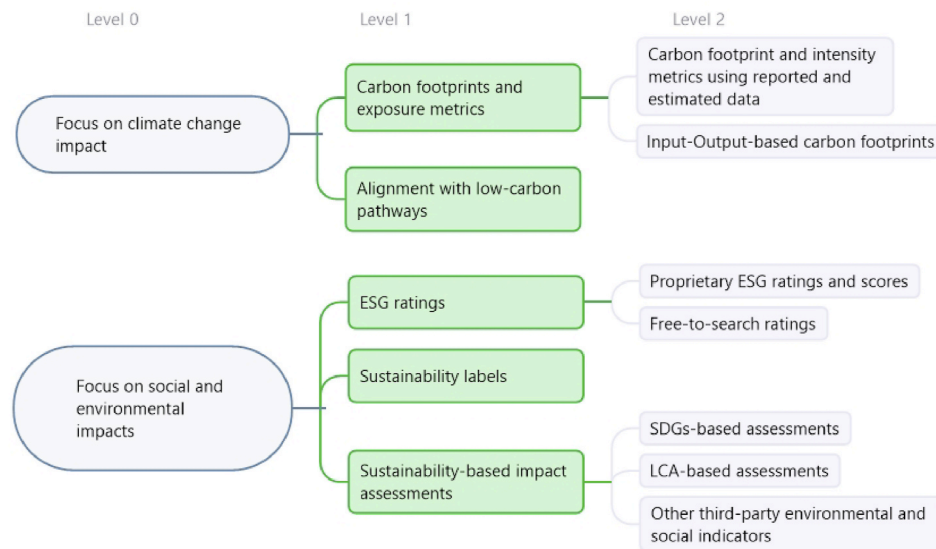 Level 0
Level 1
Level 2
Focus on climate change
impact
Carbon footprints and
exposure metrics
Carbon footprint and intensity
metrics using reported and
estimated data
Input-Output-based carbon footprints
Alignment with low-carbon
pathways
Focus on social and
environmental
impacts
ESG ratings
Proprietary ESG ratings and scores
Free-to-search ratings
Sustainability labels
Sustainability-based impact
assessments
SDGs-based assessments
LCA-based assessments
Other third-party environmental and
social indicators